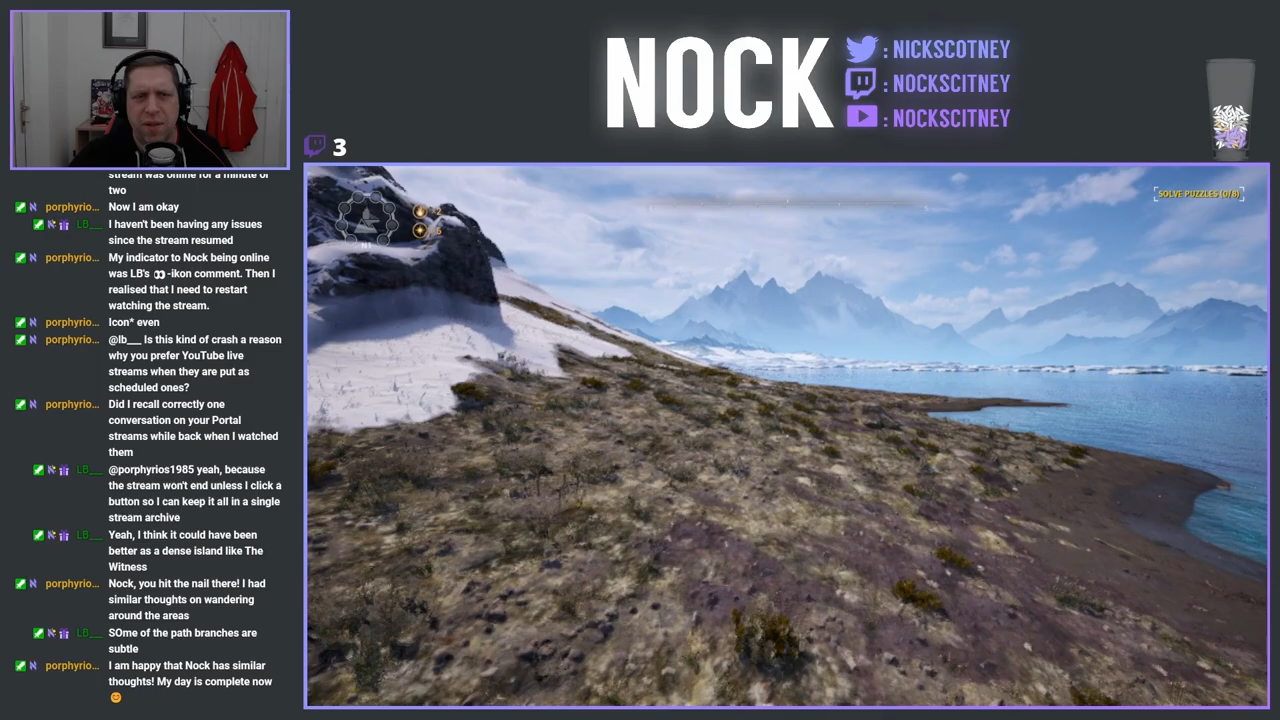 NOCK
: NICKSCOTNEY
: NOCKSCITNEY
: NOCKSCITNEY
3
stream was online for a minute or
two
porphyrio... Now I am okay
LB__ I haven't been having any issues
since the stream resumed
porphyrio... My indicator to Nock being online
was LB's 👀-ikon comment. Then I
realised that I need to restart
watching the stream.
porphyrio... Icon* even
porphyrio... @lb__ Is this kind of crash a reason
why you prefer YouTube live
streams when they are put as
scheduled ones?
porphyrio... Did I recall correctly one
conversation on your Portal
streams while back when I watched
them
LB__ @porphyrios1985 yeah, because
the stream won't end unless I click a
button so I can keep it all in a single
stream archive
LB__ Yeah, I think it could have been
better as a dense island like The
Witness
porphyrio... Nock, you hit the nail there! I had
similar thoughts on wandering
around the areas
LB__ SOme of the path branches are
subtle
porphyrio... I am happy that Nock has similar
thoughts! My day is complete now
😊
SOLVE PUZZLES (0/8)